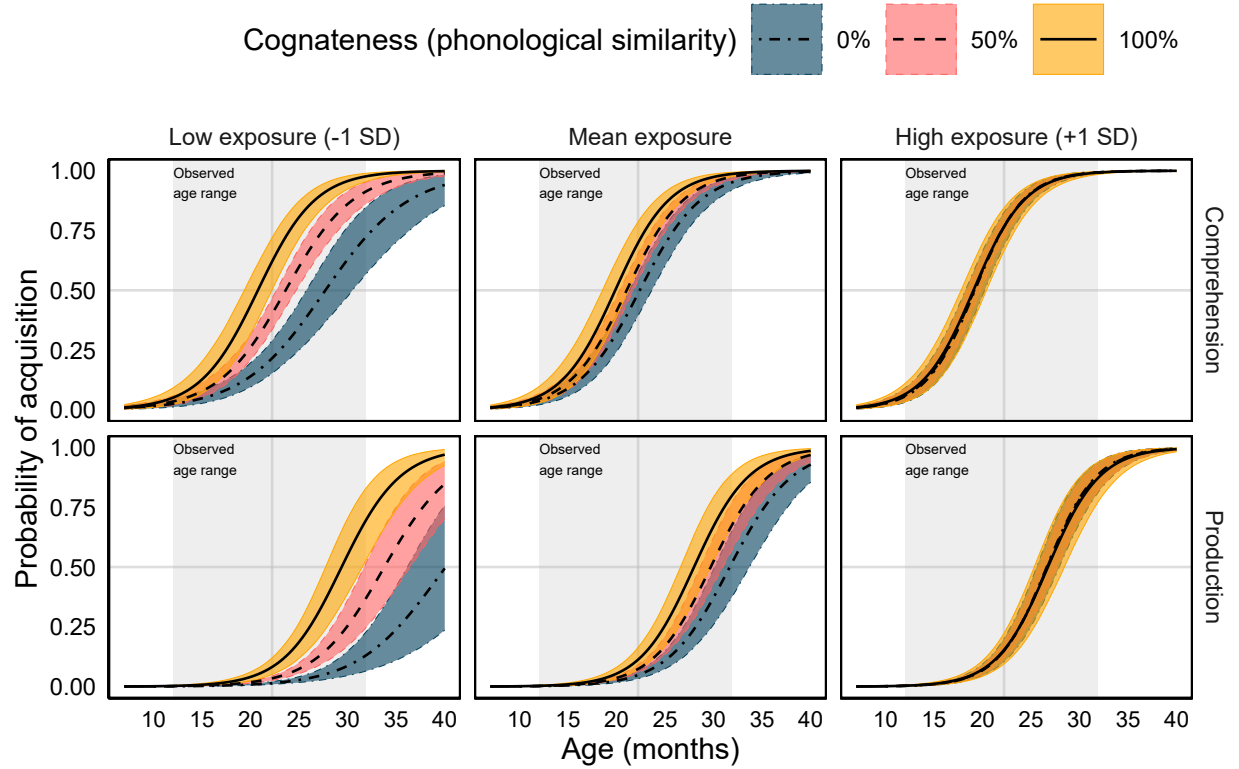 Cognateness (phonological similarity) 0% 50% 100%
Low exposure (-1 SD) Mean exposure High exposure (+1 SD)
Probability of acquisition
1.00
0.75
0.50
0.25
0.00
Observed
age range
Observed
age range
Observed
age range
Comprehension
1.00
0.75
0.50
0.25
0.00
Observed
age range
Observed
age range
Observed
age range
Production
10 15 20 25 30 35 40 10 15 20 25 30 35 40 10 15 20 25 30 35 40
Age (months)